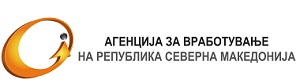 АГЕНЦИЈА ЗА ВРАБОТУВАЊЕ
НА РЕПУБЛИКА СЕВЕРНА МАКЕДОНИЈА